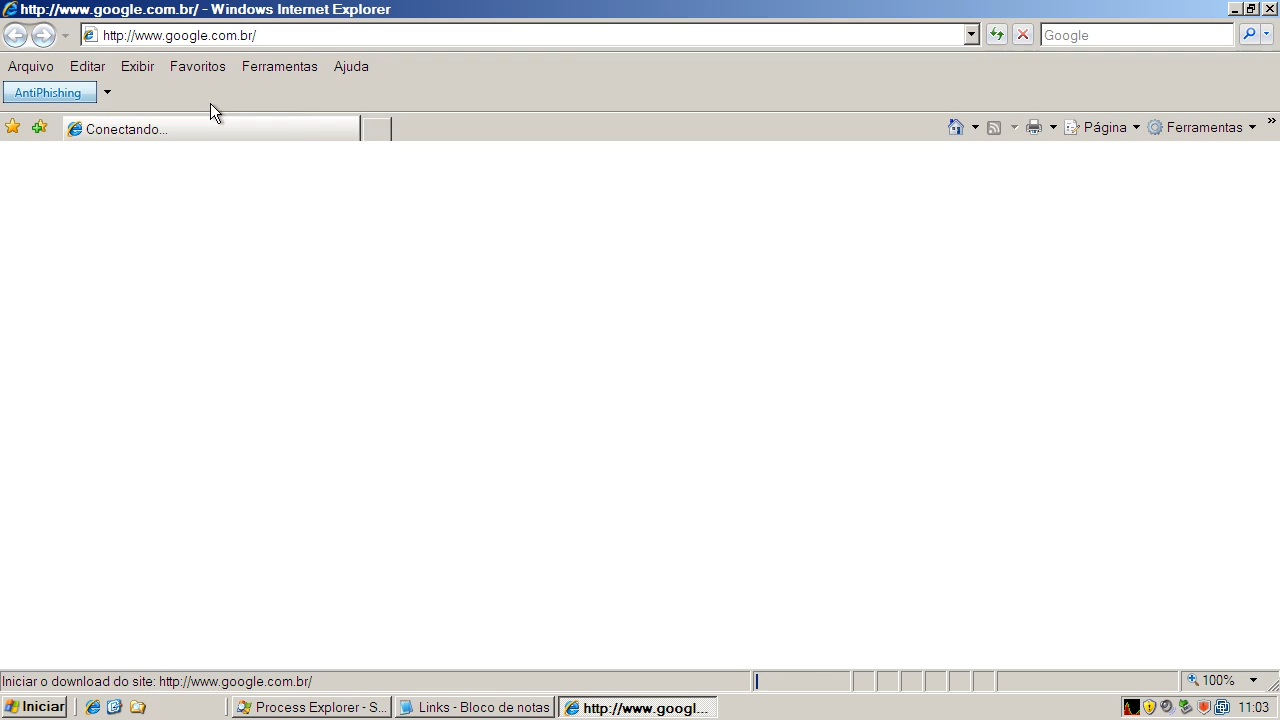 http://www.google.com.br/ - Windows Internet Explorer
http://www.google.com.br/
Google
Arquivo Editar Exibir Favoritos Ferramentas Ajuda
AntiPhishing
Conectando...
Página Ferramentas
Iniciar o download do site: http://www.google.com.br/
100%
Iniciar
Process Explorer - S...
Links - Bloco de notas
http://www.googl...
11:03